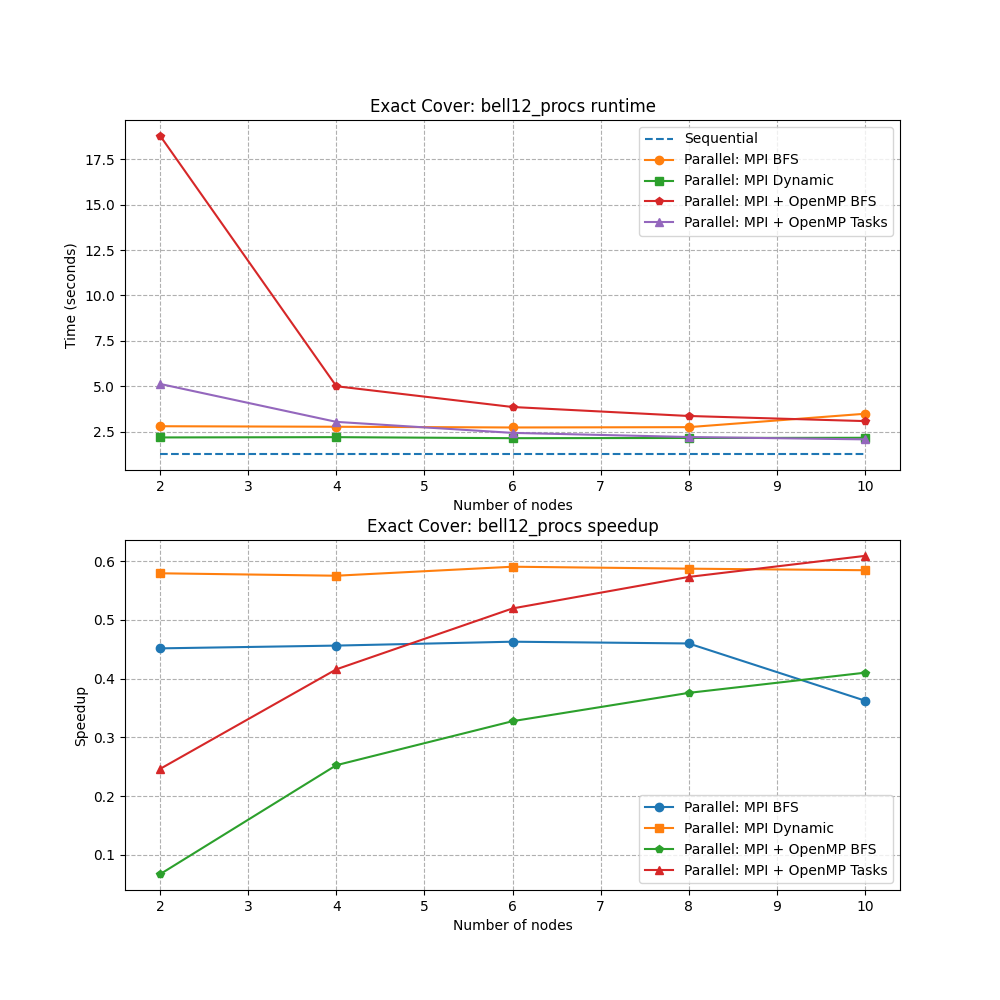 Exact Cover: bell12_procs runtime
Time (seconds)
17.5
15.0
12.5
10.0
7.5
5.0
2.5
Sequential
Parallel: MPI BFS
Parallel: MPI Dynamic
Parallel: MPI + OpenMP BFS
Parallel: MPI + OpenMP Tasks
2 3 4 5 6 7 8 9 10
Number of nodes
Exact Cover: bell12_procs speedup
Speedup
0.6
0.5
0.4
0.3
0.2
0.1
Parallel: MPI BFS
Parallel: MPI Dynamic
Parallel: MPI + OpenMP BFS
Parallel: MPI + OpenMP Tasks
2 3 4 5 6 7 8 9 10
Number of nodes